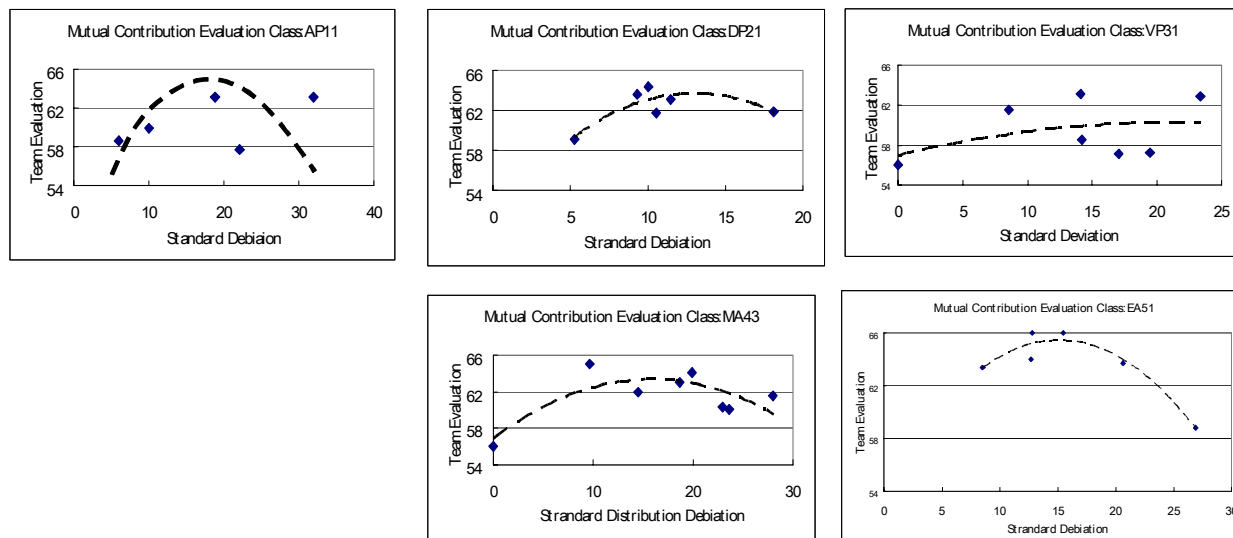 Mutual Contribution Evaluation Class:AP11
Team Evaluation
66
62
58
54
0 10 20 30 40
Standard Debiaion
Mutual Contribution Evaluation Class:DP21
Team Evaluation
66
62
58
54
0 5 10 15 20
Strandard Debiation
Mutual Contribution Evaluation Class:VP31
Team Evaluation
66
62
58
54
0 5 10 15 20 25
Standard Deviation
Mutual Contribution Evaluation Class:MA43
Team Evaluation
66
62
58
54
0 10 20 30
Strandard Distribution Debiation
Mutual Contribution Evaluation Class:EA51
Team Evaluation
66
62
58
54
0 5 10 15 20 25 30
Strandard Debiation